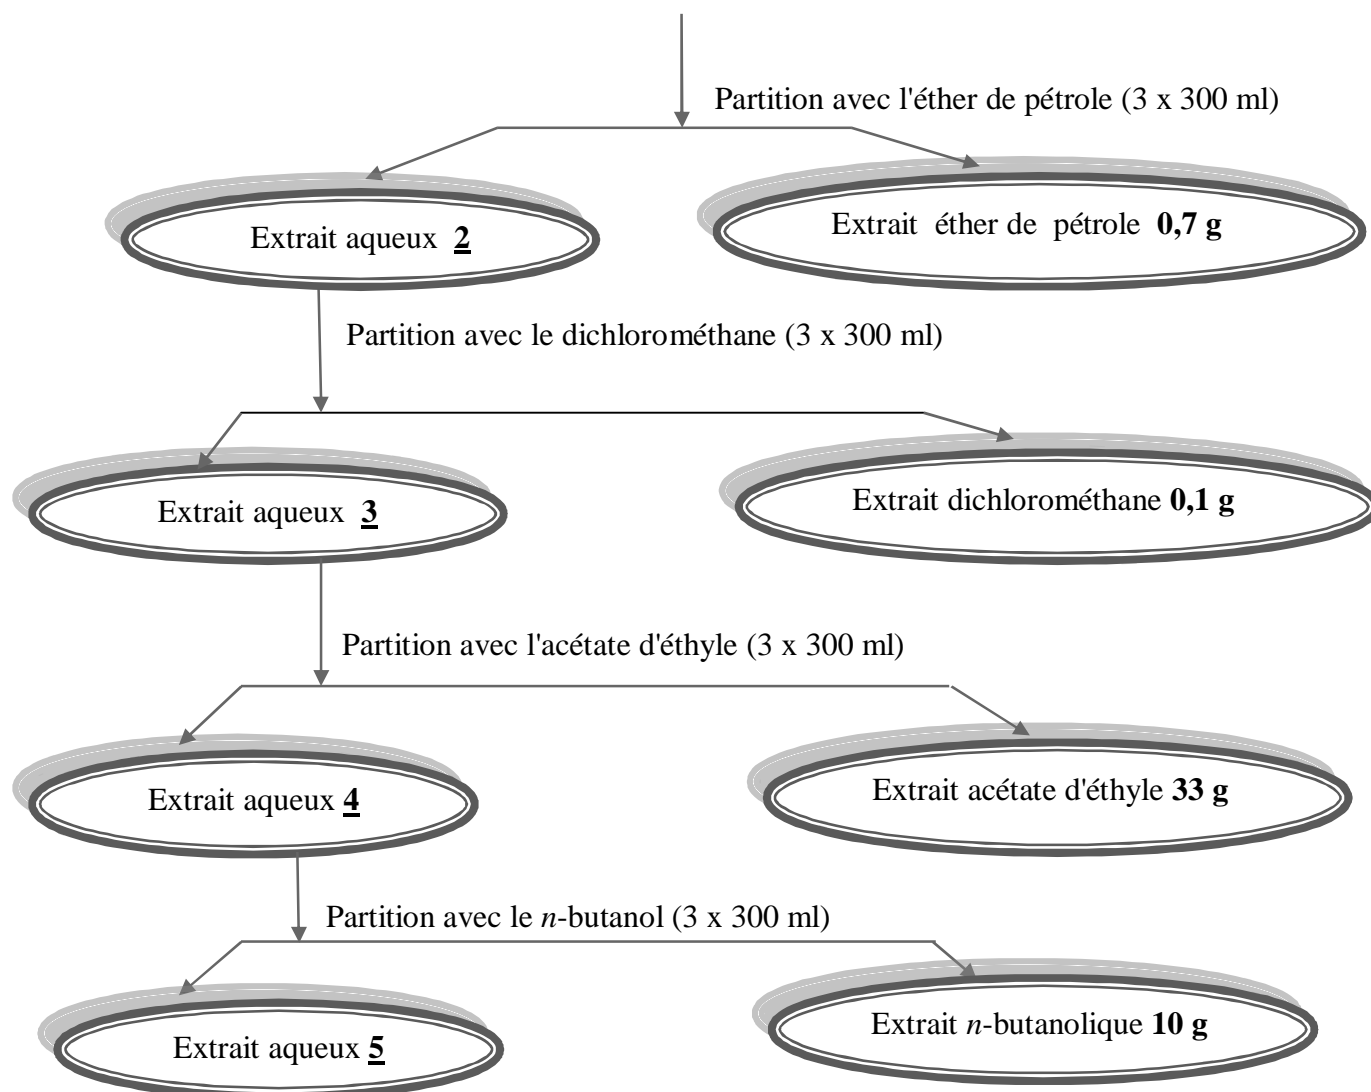 Partition avec l'éther de pétrole (3 x 300 ml)
Extrait aqueux 2
Extrait éther de pétrole 0,7 g
Partition avec le dichlorométhane (3 x 300 ml)
Extrait aqueux 3
Extrait dichlorométhane 0,1 g
Partition avec l'acétate d'éthyle (3 x 300 ml)
Extrait aqueux 4
Extrait acétate d'éthyle 33 g
Partition avec le n-butanol (3 x 300 ml)
Extrait aqueux 5
Extrait n-butanolique 10 g